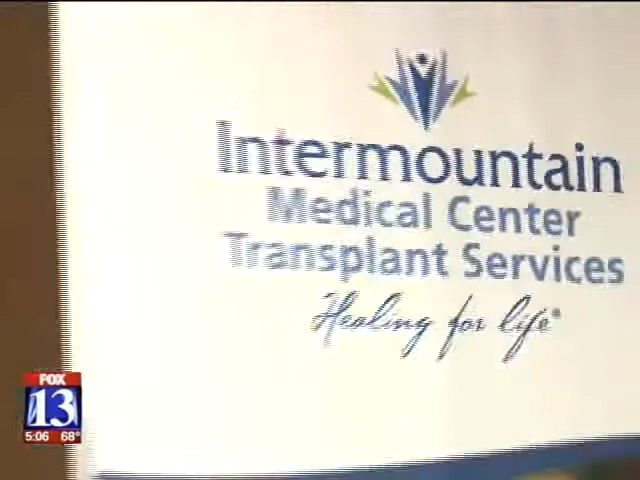 Intermountain
Medical Center
Transplant Services
Healing for life®
FOX
13
5:06 68°